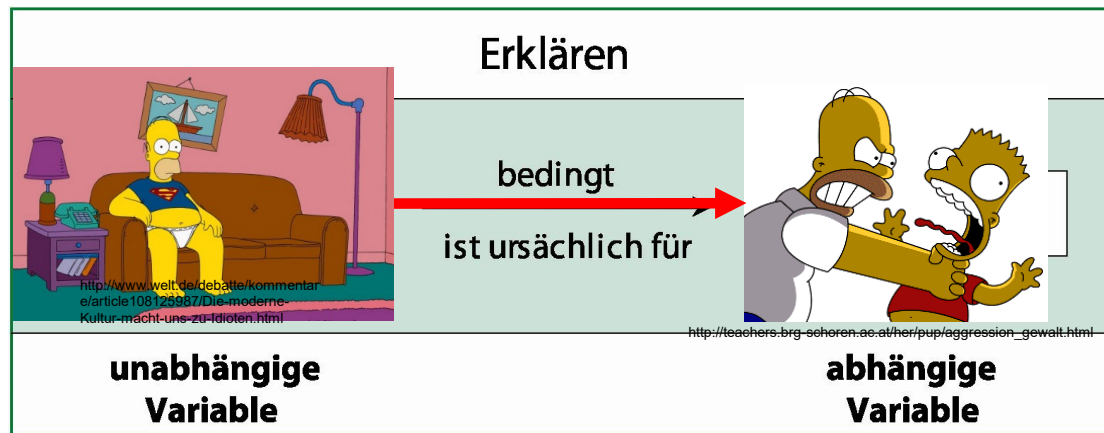 Erklären
bedingt
ist ursächlich für
http://www.welt.de/debatte/kommentar
e/article108125987/Die-moderne-
Kultur-macht-uns-zu-Idioten.html
http://teachers.brg-schoren.ac.at/her/pup/aggression_gewalt.html
unabhängige
Variable
abhängige
Variable